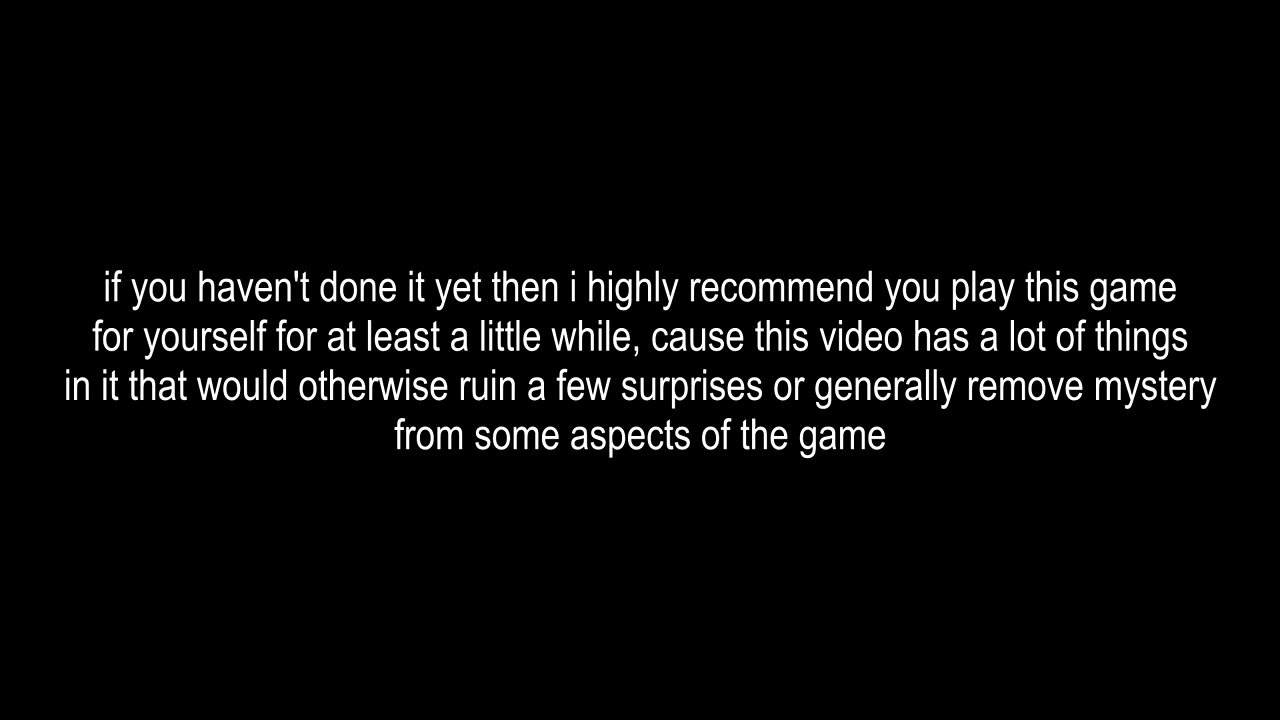 if you haven't done it yet then i highly recommend you play this game
for yourself for at least a little while, cause this video has a lot of things
in it that would otherwise ruin a few surprises or generally remove mystery
from some aspects of the game